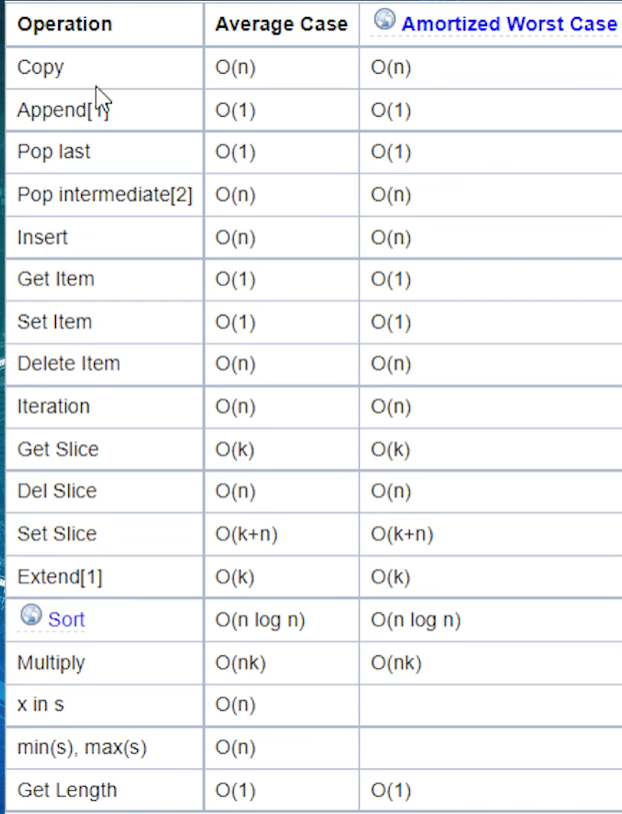 Operation Average Case Amortized Worst Case
Copy O(n) O(n)
Append[1] O(1) O(1)
Pop last O(1) O(1)
Pop intermediate[2] O(n) O(n)
Insert O(n) O(n)
Get Item O(1) O(1)
Set Item O(1) O(1)
Delete Item O(n) O(n)
Iteration O(n) O(n)
Get Slice O(k) O(k)
Del Slice O(n) O(n)
Set Slice O(k+n) O(k+n)
Extend[1] O(k) O(k)
Sort O(n log n) O(n log n)
Multiply O(nk) O(nk)
x in s O(n)
min(s), max(s) O(n)
Get Length O(1) O(1)